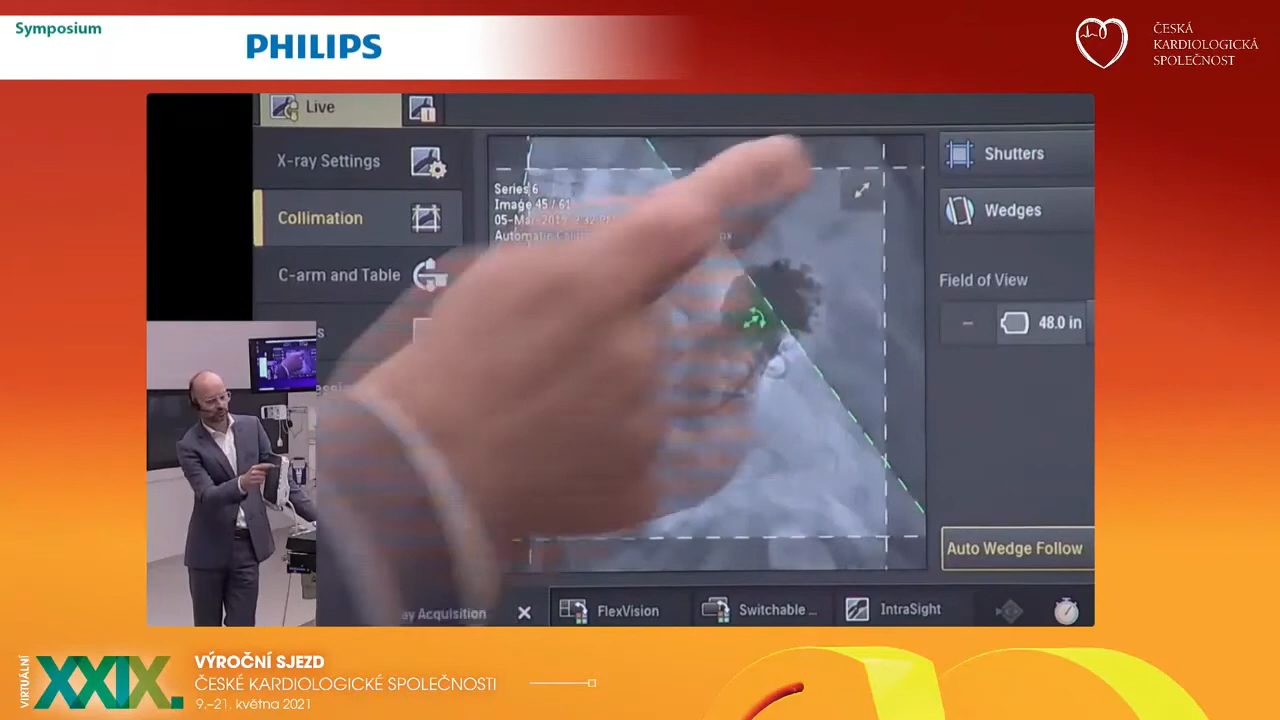 Symposium
PHILIPS
ČESKÁ
KARDIOLOGICKÁ
SPOLEČNOST
Live
X-ray Settings
Collimation
C-arm and Table
Series 6
Image 45 / 61
Shutters
Wedges
Field of View
48.0 in
Auto Wedge Follow
Acquisition
FlexVision
Switchable ...
IntraSight
VIRTUÁLNÍ
XXIX.
VÝROČNÍ SJEZD
ČESKÉ KARDIOLOGICKÉ SPOLEČNOSTI
9.–21. května 2021